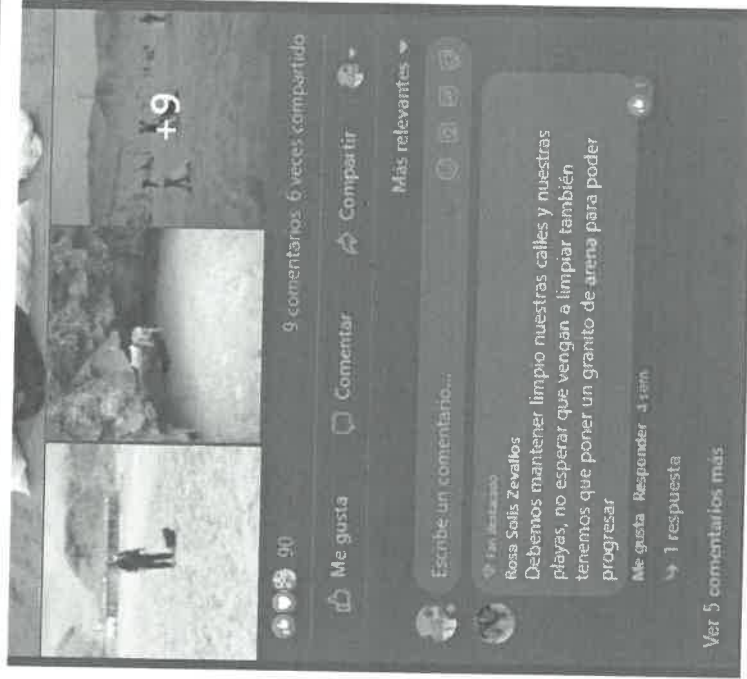 +9
90
9 comentarios 6 veces compartido
Me gusta
Comentar
Compartir
Más relevantes
Escribe un comentario...
Fan destacado
Rosa Solis Zevallos
Debemos mantener limpio nuestras calles y nuestras
playas, no esperar que vengan a limpiar también
tenemos que poner un granito de arena para poder
progresar
Me gusta Responder 3 sem
1 respuesta
Ver 5 comentarios más